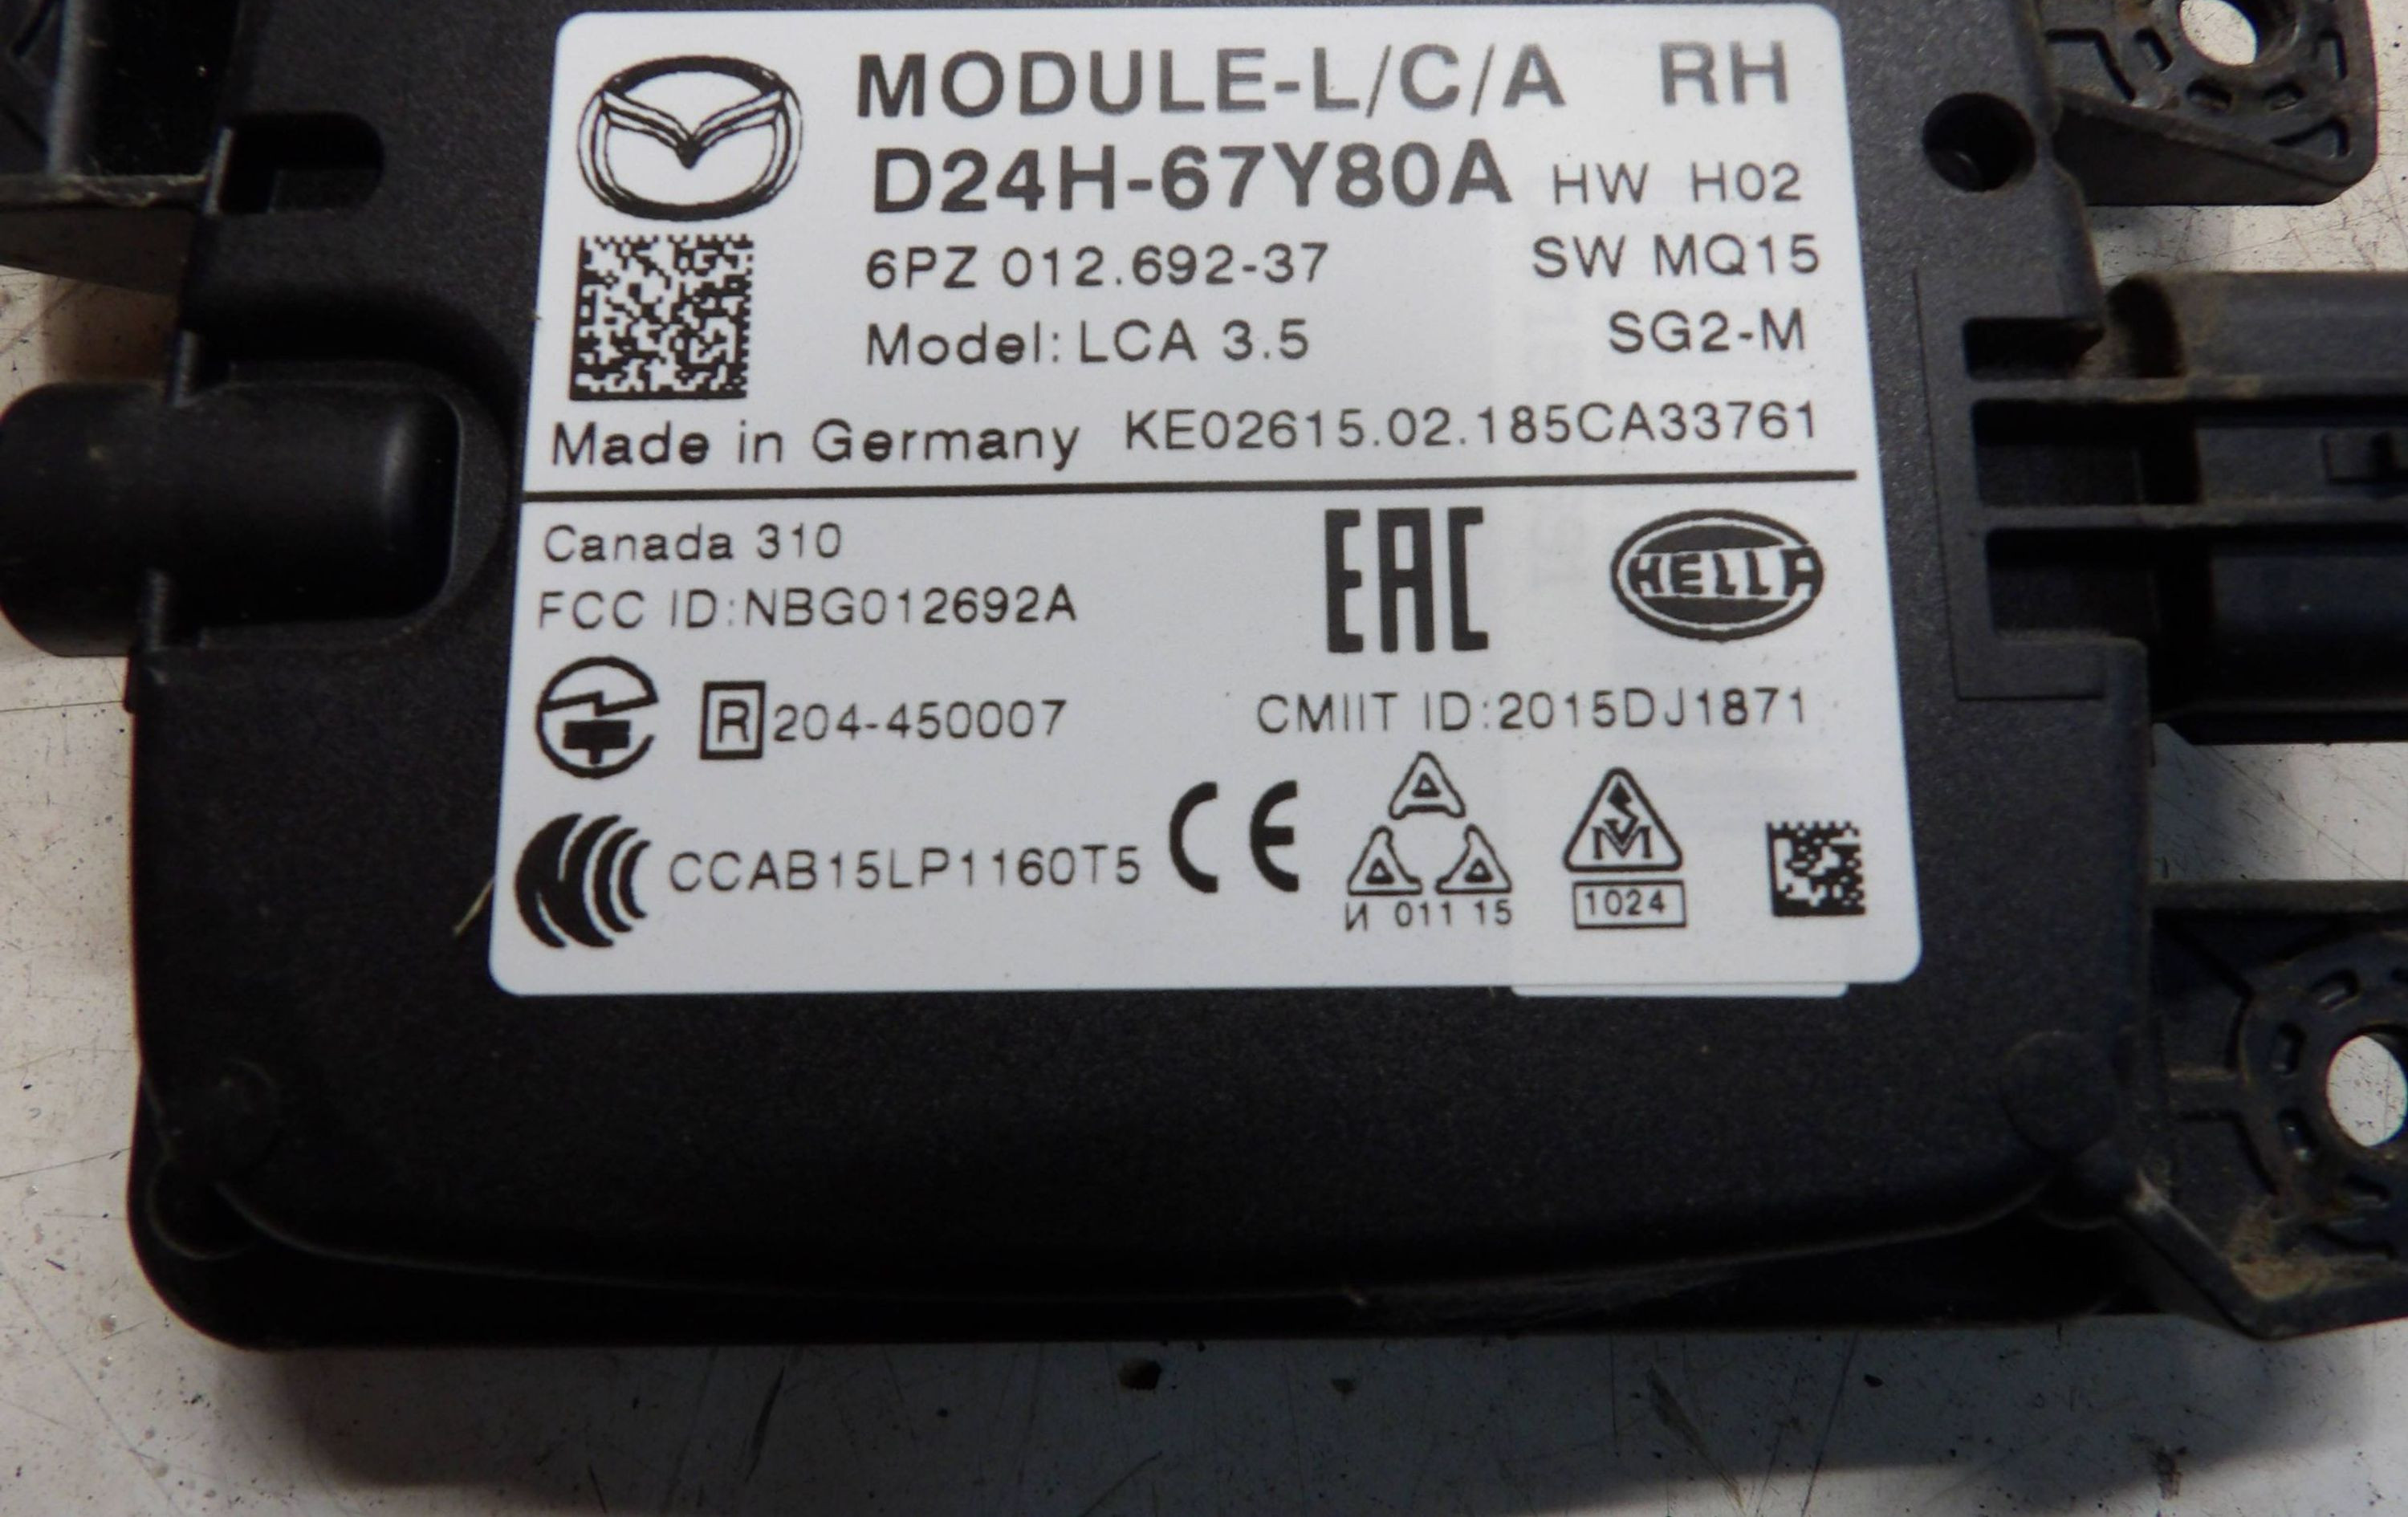 MODULE-L/C/A RH
D24H-67Y80A HW H02
6PZ 012.692-37 SW MQ15
Model: LCA 3.5 SG2-M
Made in Germany KE02615.02.185CA33761
Canada 310
FCC ID:NBG012692A
EAC HELLA
R 204-450007 CMIIT ID:2015DJ1871
CCAB15LP1160T5 CE
И 011 15
SM
1024